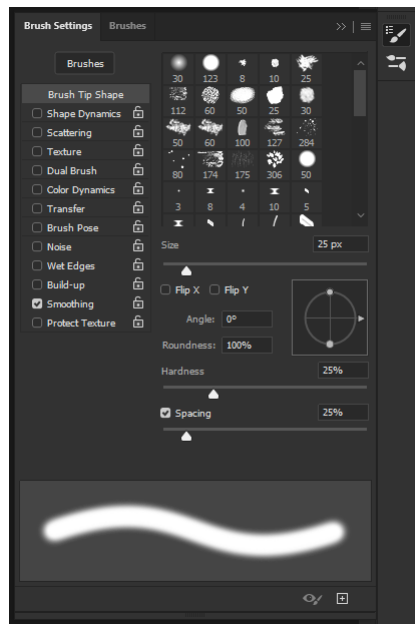 Brush Settings Brushes
Brushes
Brush Tip Shape
Shape Dynamics
Scattering
Texture
Dual Brush
Color Dynamics
Transfer
Brush Pose
Noise
Wet Edges
Build-up
Smoothing
Protect Texture
30 123 8 10 25
112 60 50 25 30
50 60 100 127 284
80 174 175 306 50
3 8 4 10 5
Size 25 px
Flip X Flip Y
Angle: 0º
Roundness: 100%
Hardness 25%
Spacing 25%